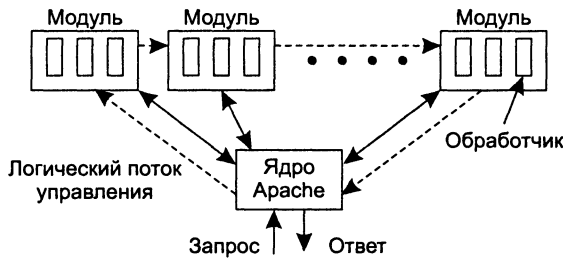 Модуль
Модуль
Модуль
Обработчик
Логический поток
управления
Ядро
Apache
Запрос
Ответ